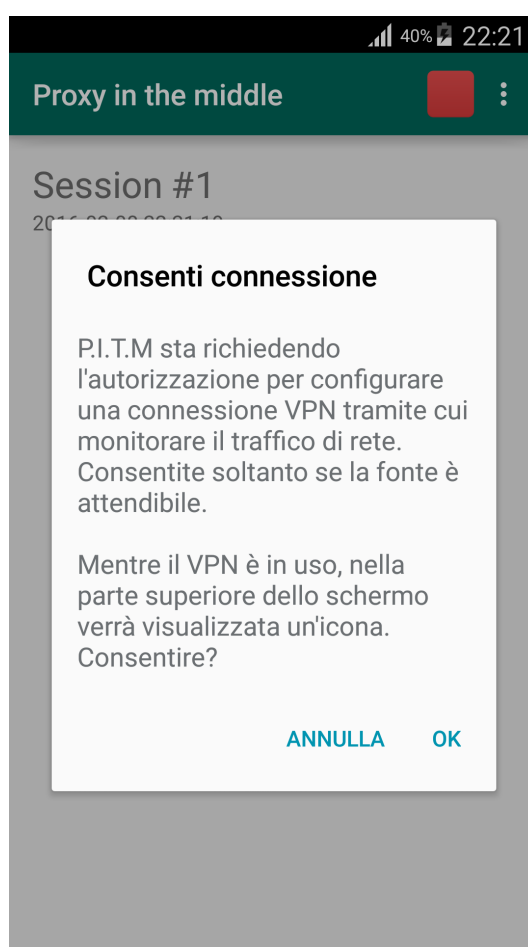 40% 22:21
Proxy in the middle
Session #1
Consenti connessione
P.I.T.M sta richiedendo
l'autorizzazione per configurare
una connessione VPN tramite cui
monitorare il traffico di rete.
Consentite soltanto se la fonte è
attendibile.
Mentre il VPN è in uso, nella
parte superiore dello schermo
verrà visualizzata un'icona.
Consentire?
ANNULLA OK